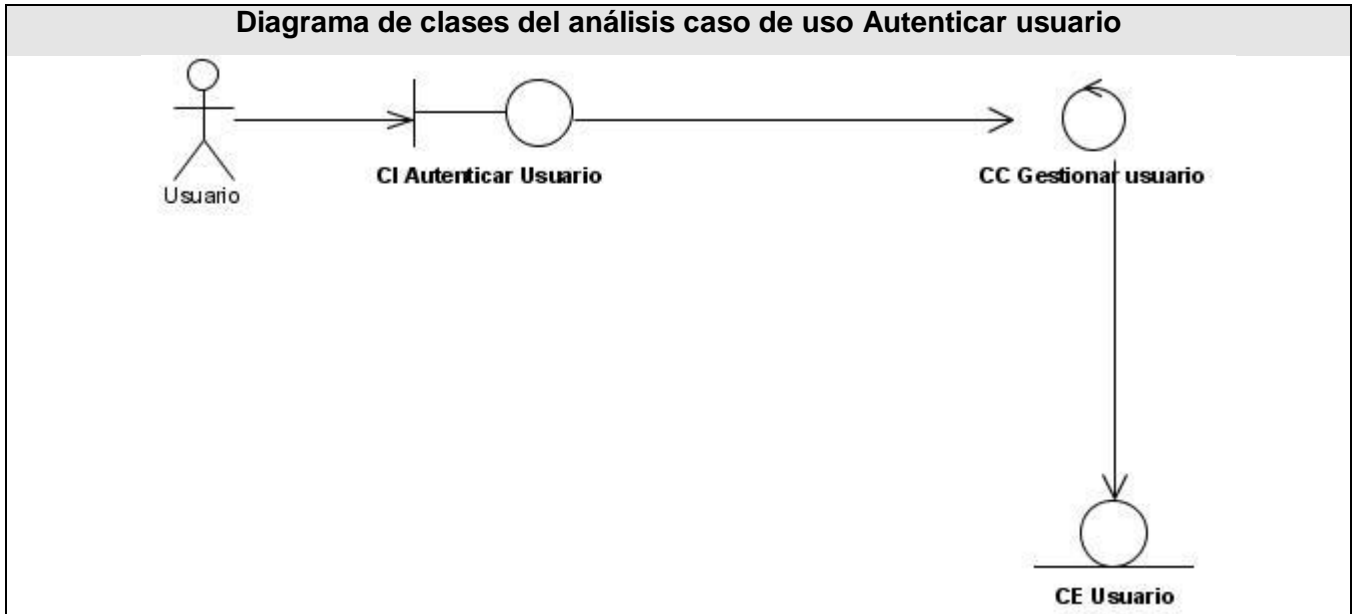 Diagrama de clases del análisis caso de uso Autenticar usuario
CI Autenticar Usuario
CC Gestionar usuario
Usuario
CE Usuario